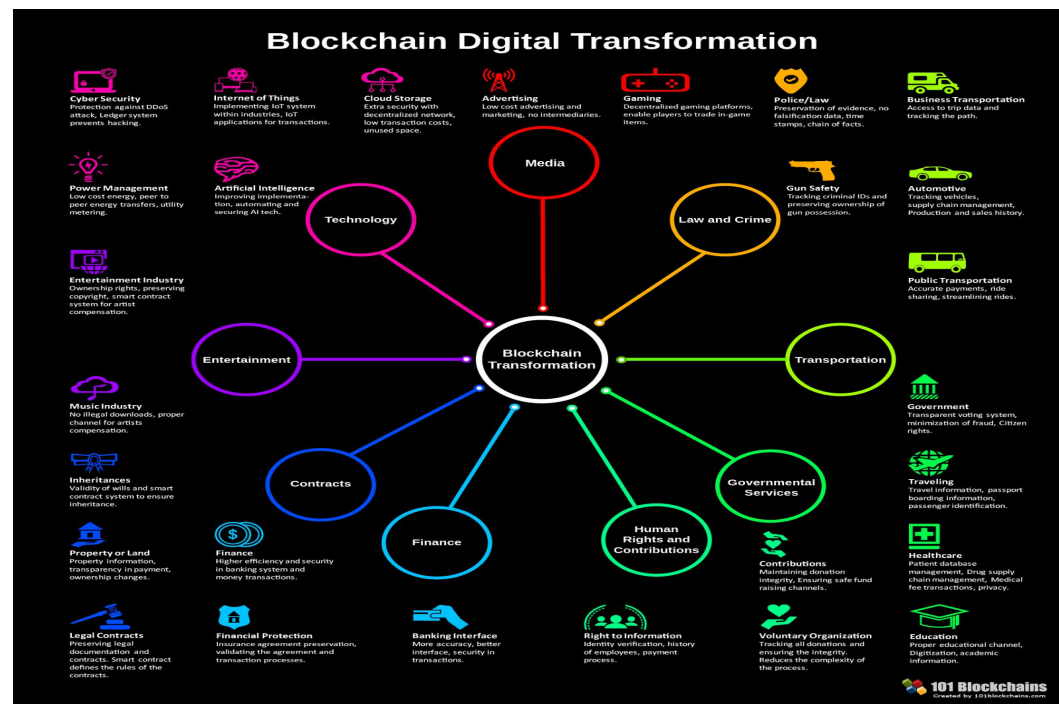 Blockchain Digital Transformation
Cyber Security
Protection against DDoS
attack, Ledger system
prevents hacking.
Internet of Things
Implementing IoT system
within industries, IoT
applications for transactions.
Cloud Storage
Extra security with
decentralized network,
low transaction costs,
unused space.
Advertising
Low cost advertising and
marketing, no intermediaries.
Gaming
Decentralized gaming platforms,
enable players to trade in-game
items.
Police/Law
Preservation of evidence, no
falsification data, time
stamps, chain of facts.
Business Transportation
Access to trip data and
tracking the path.
Power Management
Low cost energy, peer to
peer energy transfers, utility
metering.
Artificial Intelligence
Improving implementa-
tion, automating and
securing AI tech.
Media
Gun Safety
Tracking criminal IDs and
preserving ownership of
gun possession.
Automotive
Tracking vehicles,
supply chain management,
Production and sales history.
Technology
Law and Crime
Entertainment Industry
Ownership rights, preserving
copyright, smart contract
system for artist
compensation.
Public Transportation
Accurate payments, ride
sharing, streamlining rides.
Entertainment
Blockchain
Transformation
Transportation
Music Industry
No illegal downloads, proper
channel for artists
compensation.
Government
Transparent voting system,
minimization of fraud, Citizen
rights.
Inheritances
Validity of wills and smart
contract system to ensure
inheritance.
Contracts
Governmental
Services
Traveling
Travel information, passport
boarding information,
passenger identification.
Property or Land
Property information,
transparency in payment,
ownership changes.
Finance
Higher efficiency and security
in banking system and
money transactions.
Finance
Human
Rights and
Contributions
Contributions
Maintaining donation
integrity, Ensuring safe fund
raising channels.
Healthcare
Patient database
management, Drug supply
chain management, Medical
fee transactions, privacy.
Legal Contracts
Preserving legal
documentation and
contracts. Smart contract
defines the rules of the
contracts.
Financial Protection
Insurance agreement preservation,
validating the agreement and
transaction processes.
Banking Interface
More accuracy, better
interface, security in
transactions.
Right to Information
Identity verification, history
of employees, payment
process.
Voluntary Organization
Tracking all donations and
ensuring the integrity.
Reduces the complexity of
the process.
Education
Proper educational channel,
Digitization, academic
information.
101 Blockchains
Created by 101blockchains.com